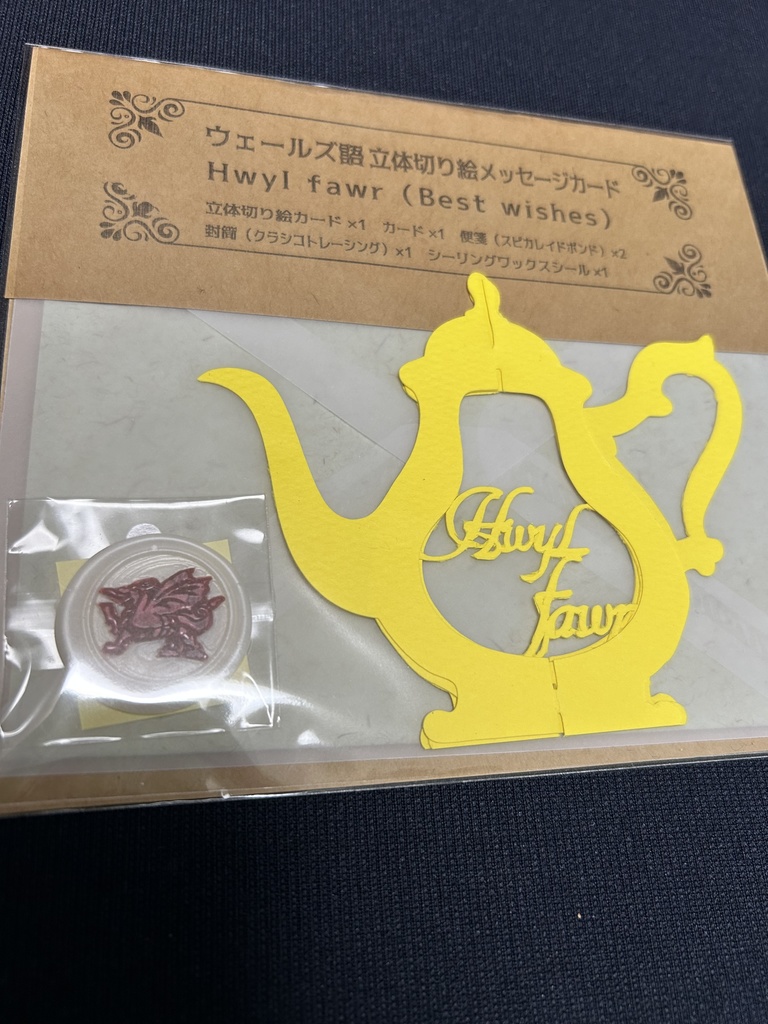 ウェールズ語 立体切り絵メッセージカード
Hwyl fawr (Best wishes)
立体切り絵カード ×1　カード ×1　便箋（スピカレイドボンド）×2
封筒（クラシコトレーシング）×1　シーリングワックスシール ×1
Hwyl
fawr